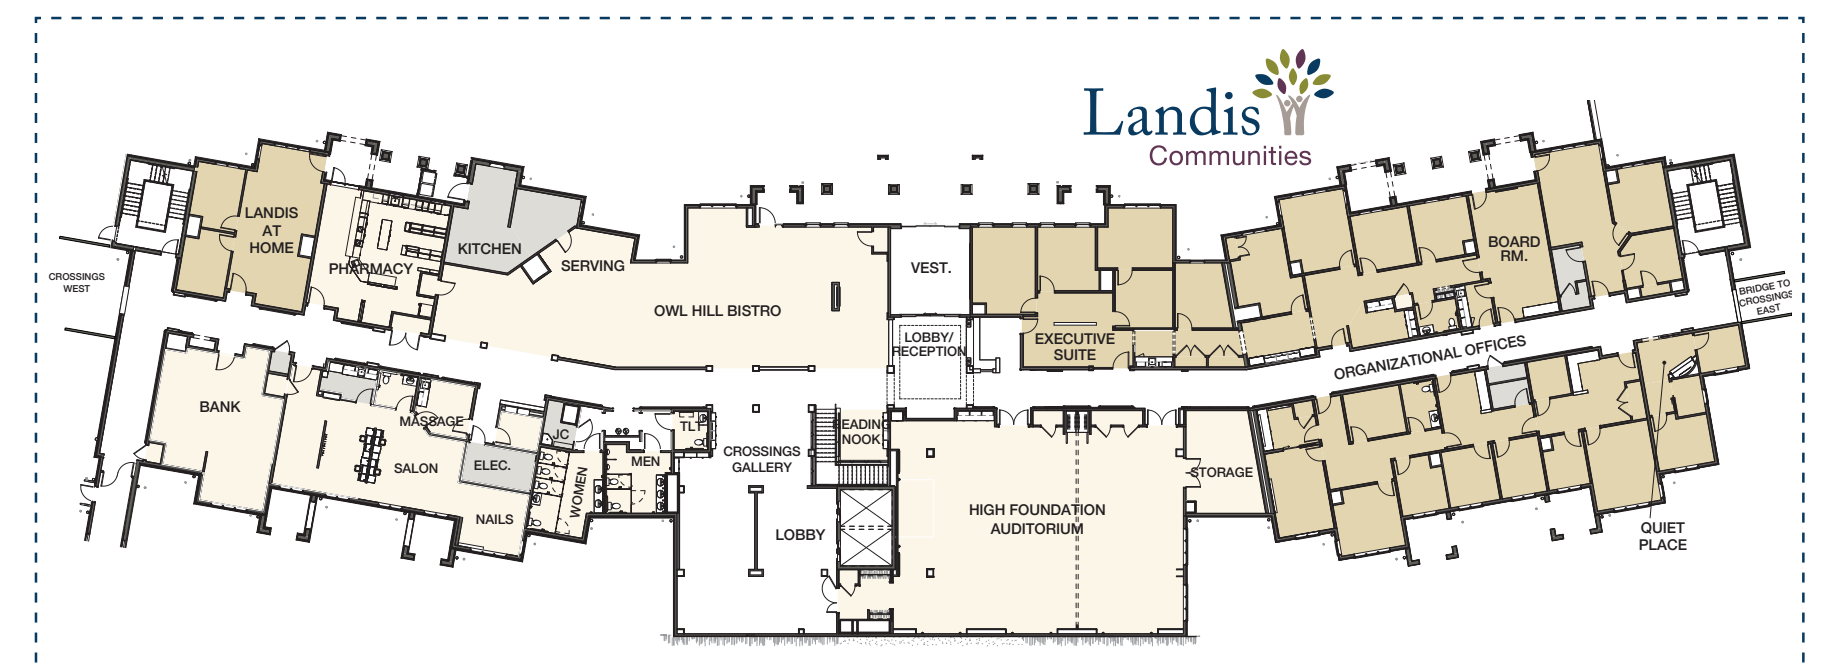 Landis
Communities
LANDIS
AT
HOME
KITCHEN
SERVING
PHARMACY
CROSSINGS
WEST
OWL HILL BISTRO
VEST.
LOBBY/
RECEPTION
EXECUTIVE
SUITE
BOARD
RM.
BRIDGE TO
CROSSINGS
EAST
ORGANIZATIONAL OFFICES
BANK
MASSAGE
SALON
ELEC.
NAILS
JC
WOMEN
MEN
TLT
CROSSINGS
GALLERY
EADIN
NOOK
LOBBY
HIGH FOUNDATION
AUDITORIUM
STORAGE
QUIET
PLACE